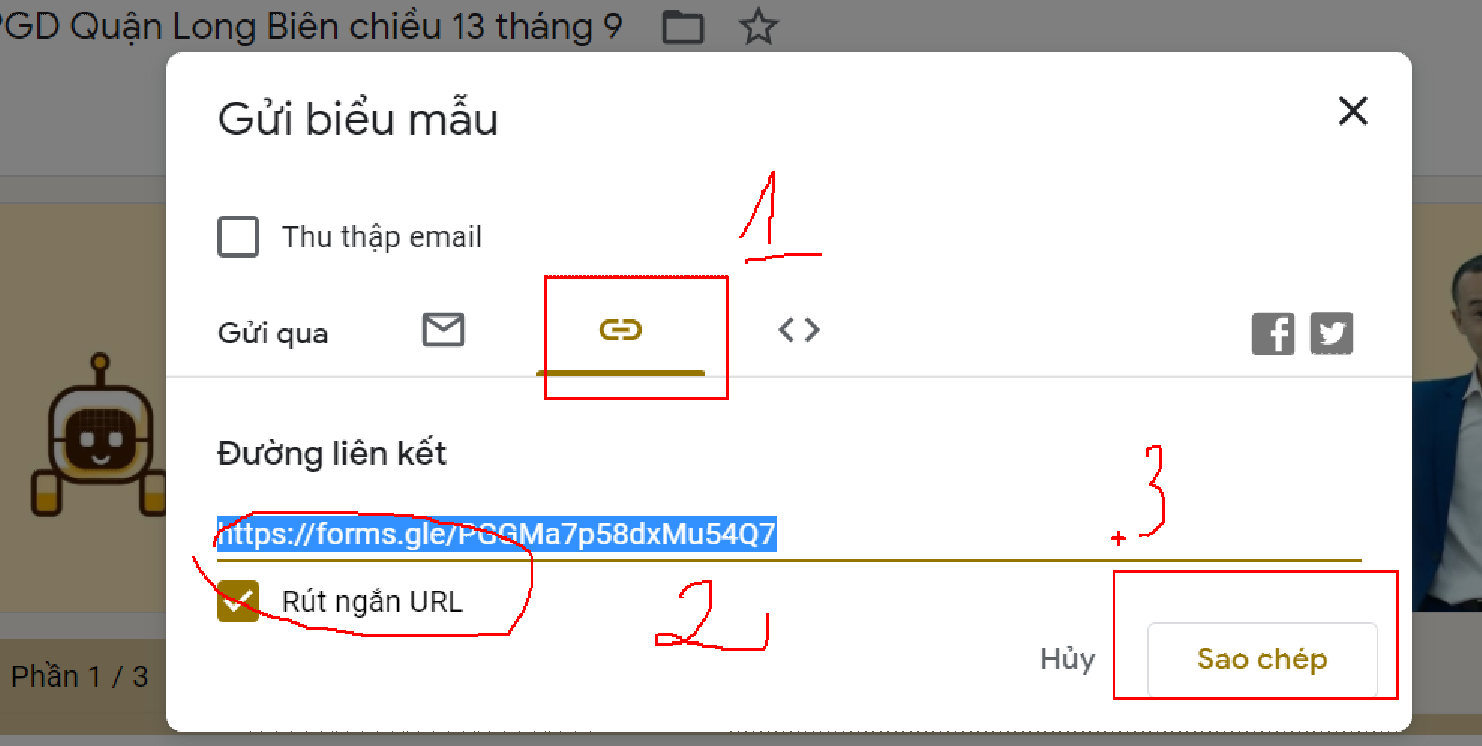 PGD Quận Long Biên chiều 13 tháng 9
Gửi biểu mẫu
1
Thu thập email
Gửi qua
Đường liên kết
3
https://forms.gle/PGGMa7p58dxMu54Q7
Rút ngắn URL
2
Hủy
Sao chép
Phần 1 / 3